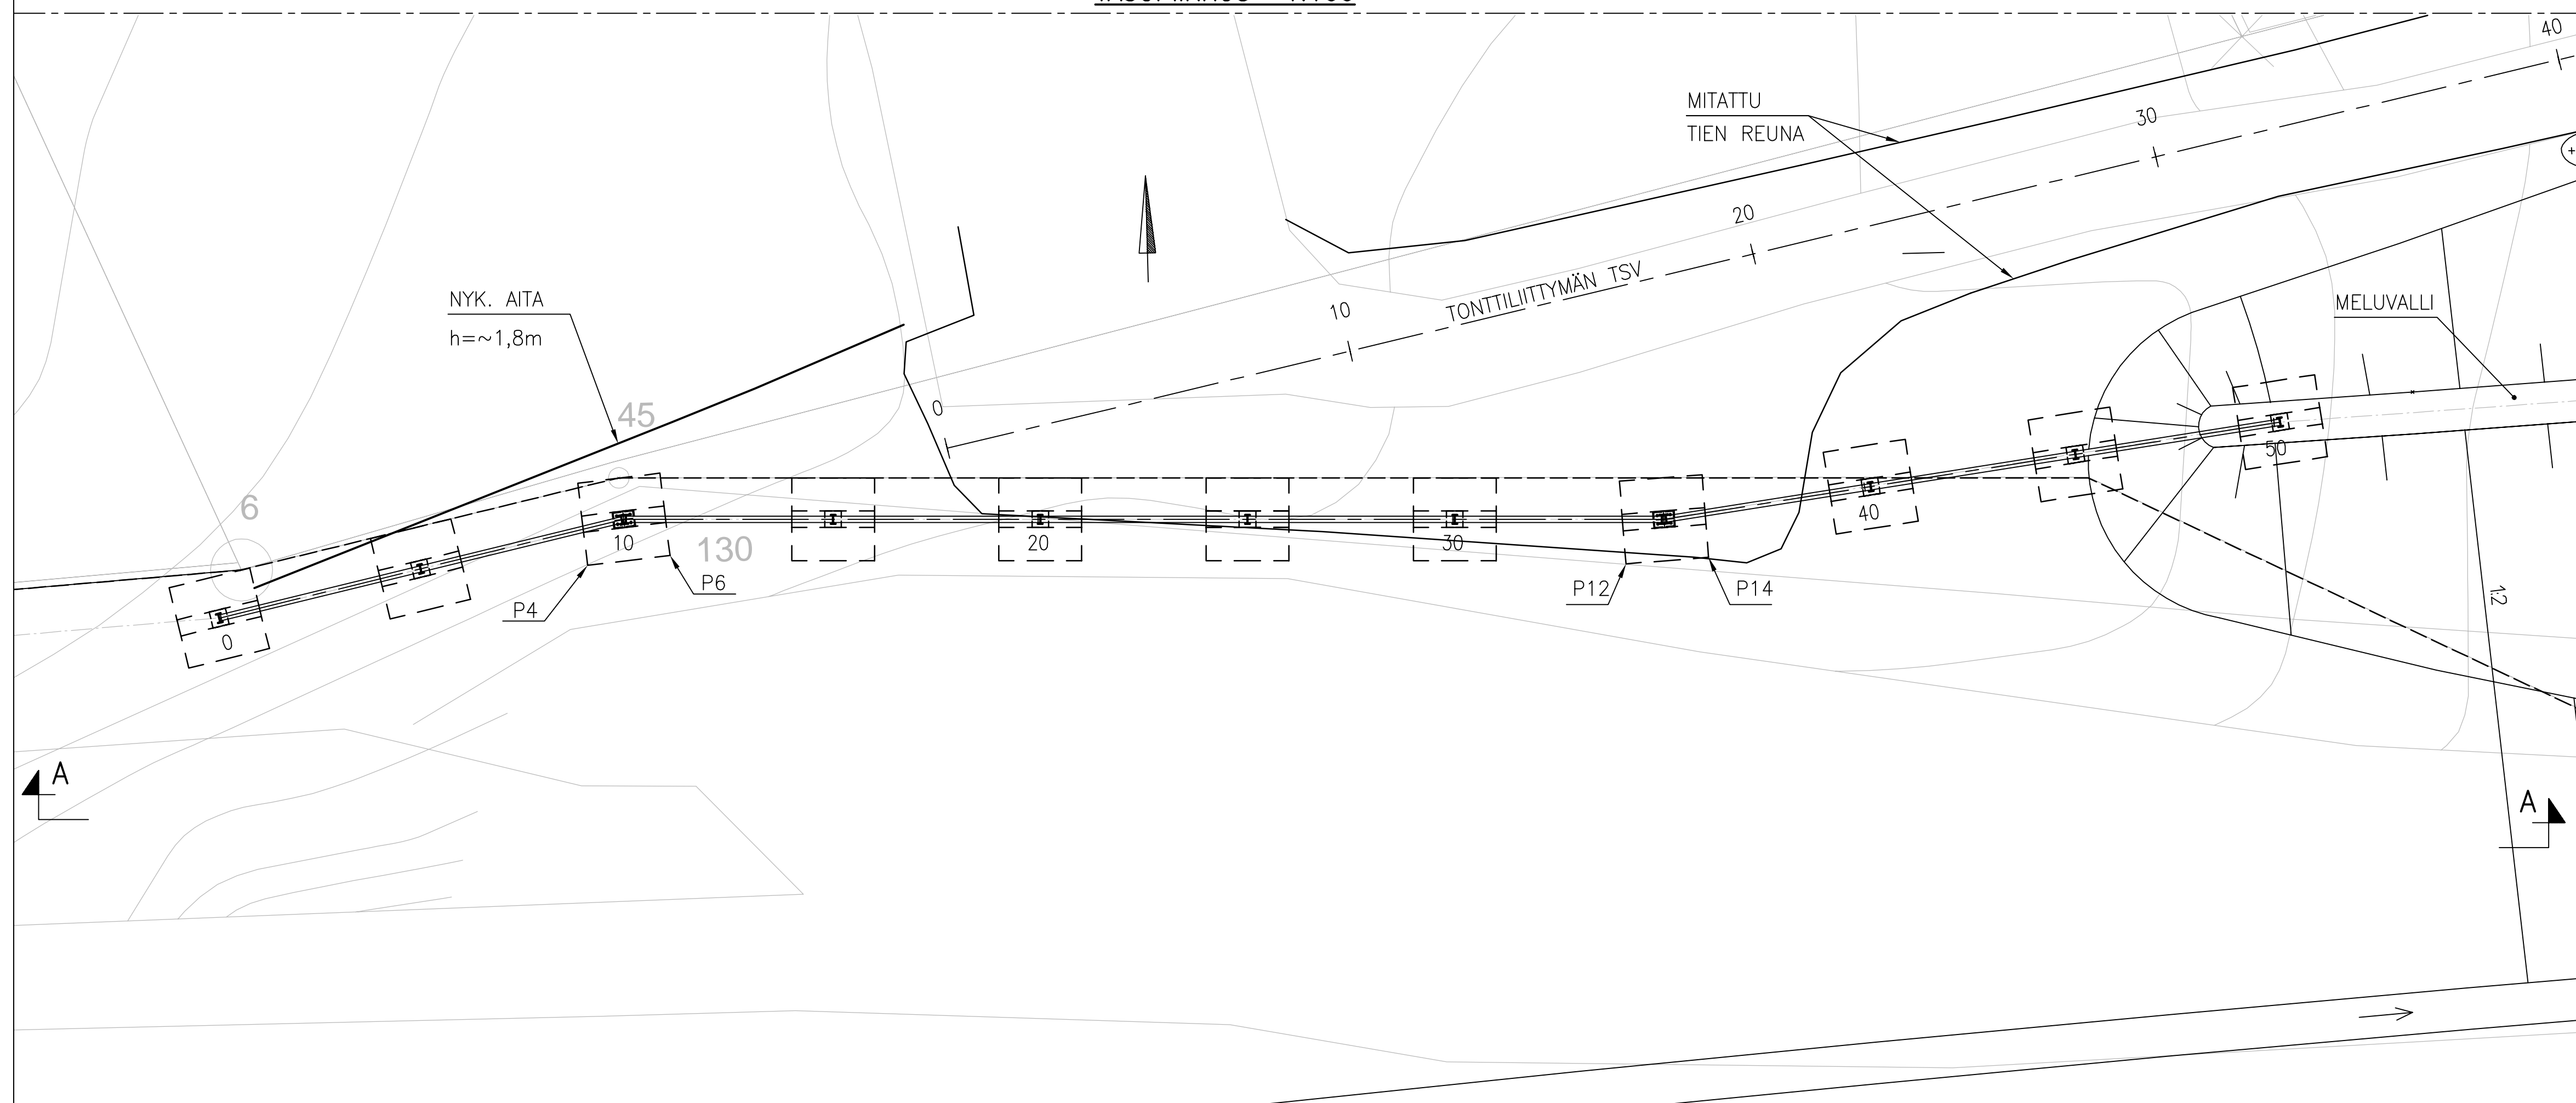 40
MITATTU
TIEN REUNA
30
20
TONTTILIITTYMÄN TSV
10
0
NYK. AITA
h=~1,8m
MELUVALLI
45
6
130
50
40
30
20
10
0
P4
P6
P12
P14
1:2
A
A